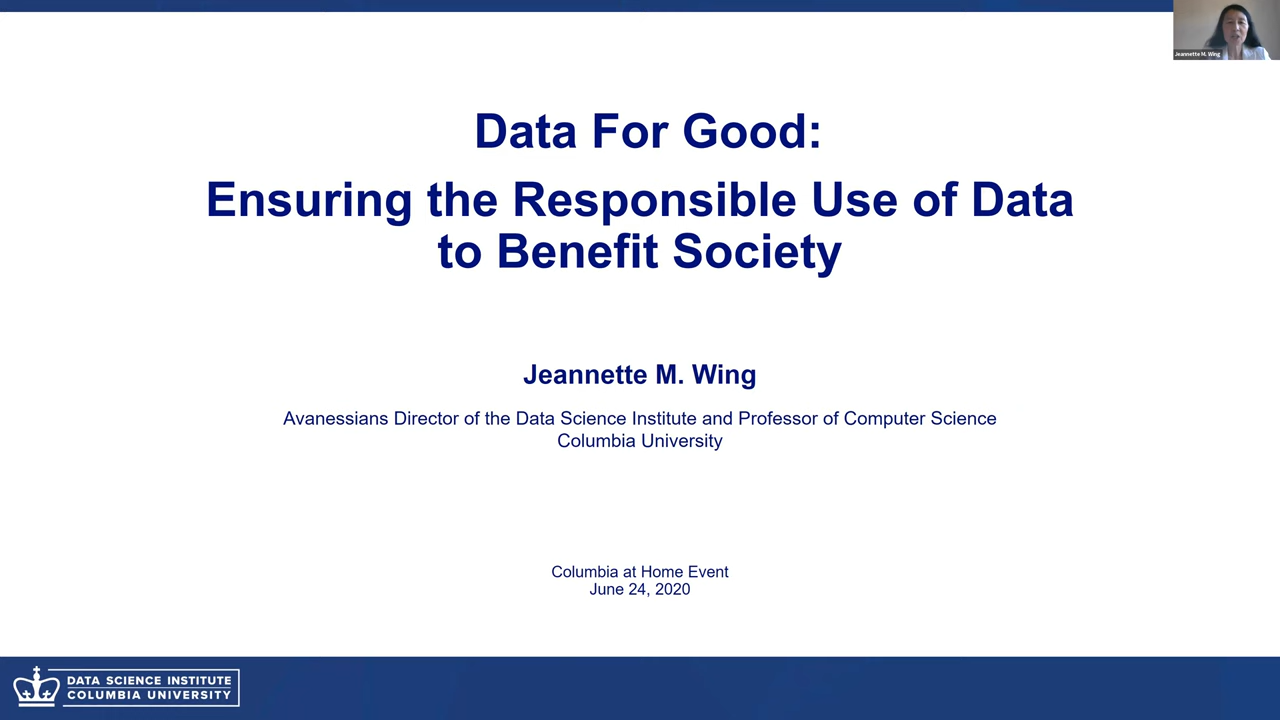 Jeannette M. Wing
Data For Good:
Ensuring the Responsible Use of Data
to Benefit Society
Jeannette M. Wing
Avanessians Director of the Data Science Institute and Professor of Computer Science
Columbia University
Columbia at Home Event
June 24, 2020
DATA SCIENCE INSTITUTE
COLUMBIA UNIVERSITY